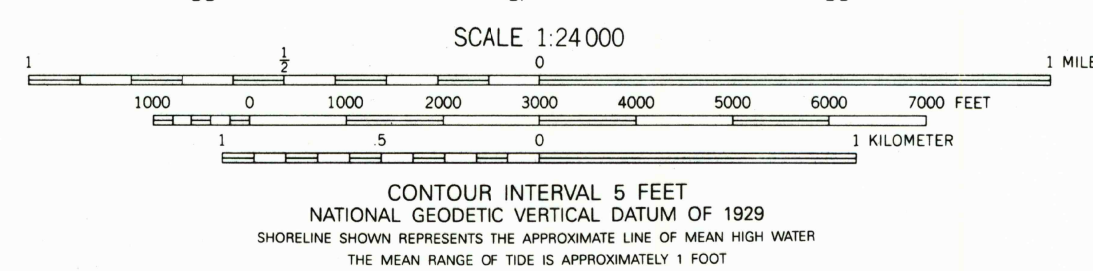 SCALE 1:24 000
1 1/2 0 1 MILE
1000 0 1000 2000 3000 4000 5000 6000 7000 FEET
1 .5 0 1 KILOMETER
CONTOUR INTERVAL 5 FEET
NATIONAL GEODETIC VERTICAL DATUM OF 1929
SHORELINE SHOWN REPRESENTS THE APPROXIMATE LINE OF MEAN HIGH WATER
THE MEAN RANGE OF TIDE IS APPROXIMATELY 1 FOOT